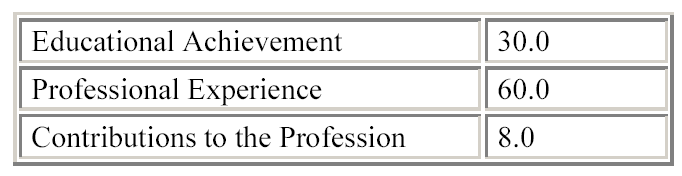 Educational Achievement 30.0
Professional Experience 60.0
Contributions to the Profession 8.0